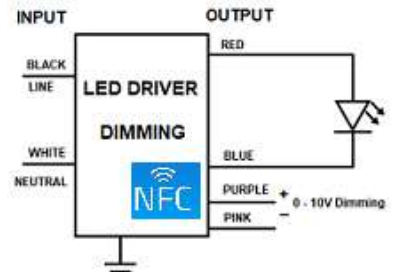 INPUT
OUTPUT
BLACK
LINE
WHITE
NEUTRAL
LED DRIVER
DIMMING
NFC
RED
BLUE
PURPLE
PINK
+
0 - 10V Dimming
−